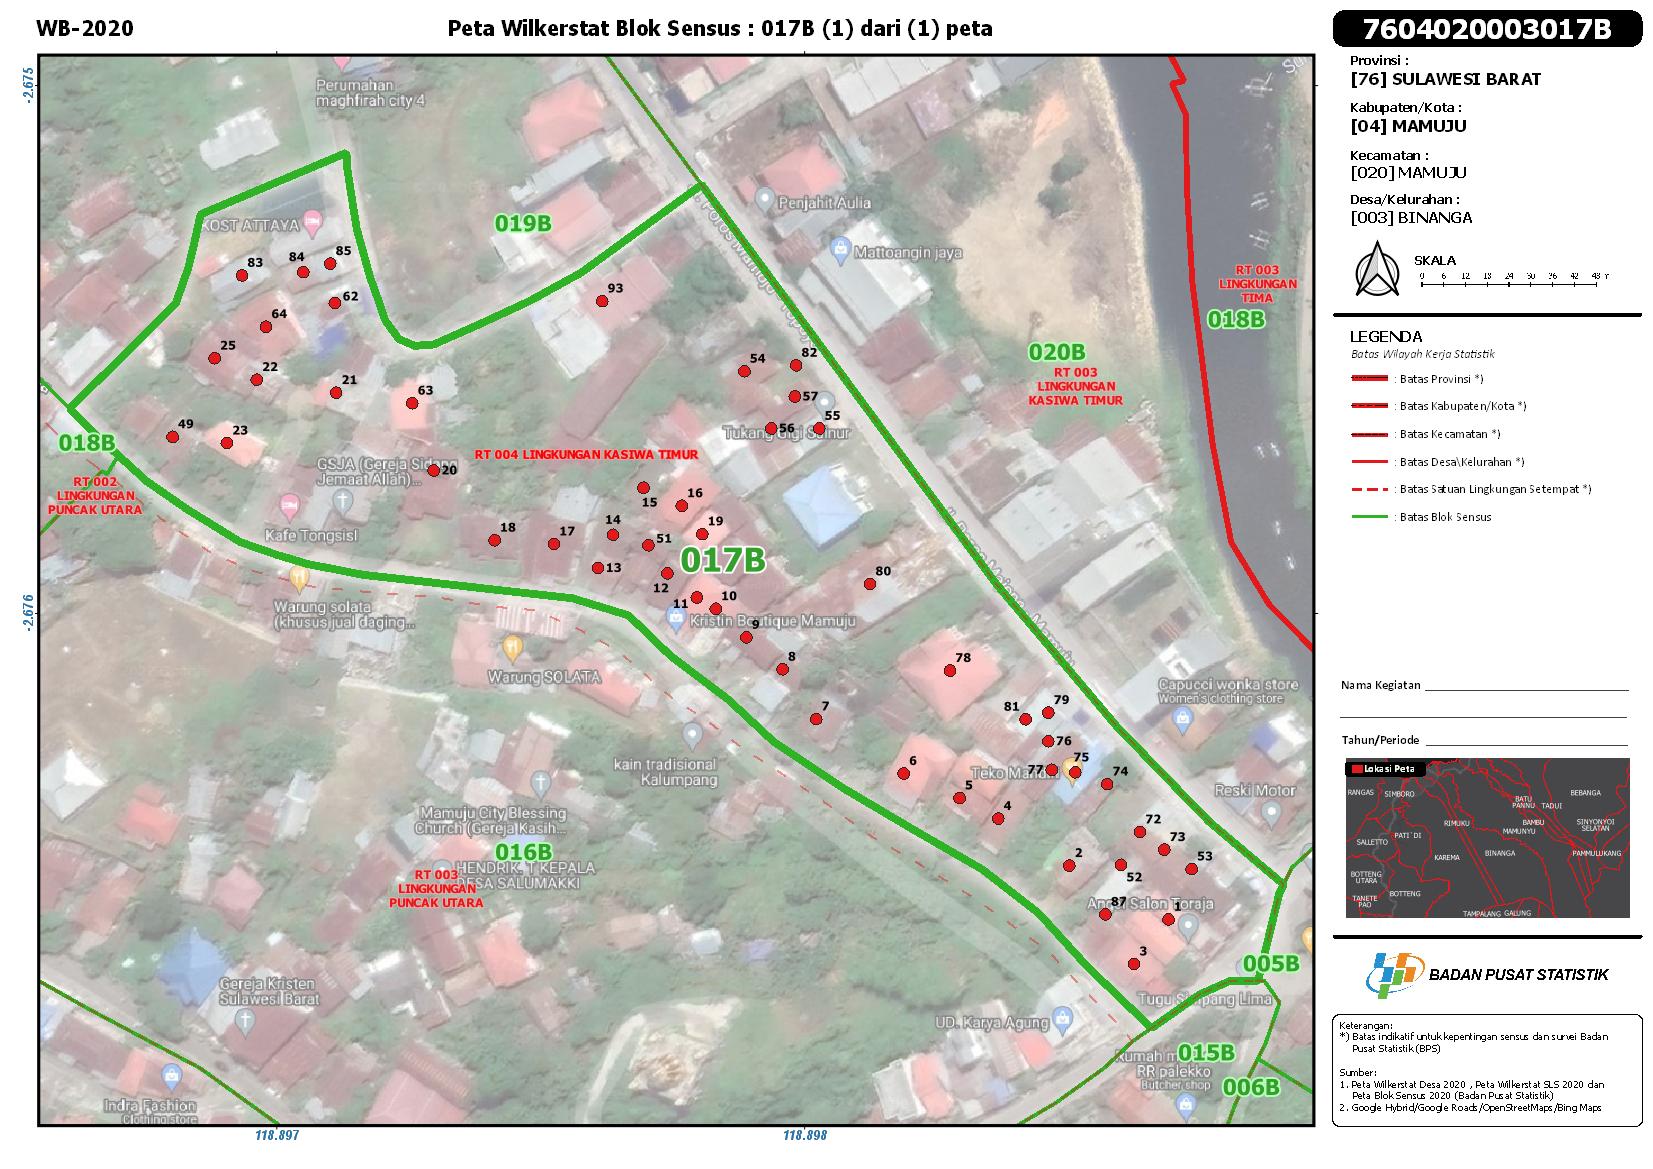 WB-2020
Peta Wilkerstat Blok Sensus : 017B (1) dari (1) peta
7604020003017B
Provinsi :
[76] SULAWESI BARAT
Kabupaten/Kota :
[04] MAMUJU
Kecamatan :
[020] MAMUJU
Desa/Kelurahan :
[003] BINANGA
SKALA
0 6 12 18 24 30 36 42 48
LEGENDA
Batas Wilayah Kerja Statistik
: Batas Provinsi *)
: Batas Kabupaten/Kota *)
: Batas Kecamatan *)
: Batas Desa\Kelurahan *)
: Batas Satuan Lingkungan Setempat *)
: Batas Blok Sensus
Nama Kegiatan
Tahun/Periode
Lokasi Peta
RANGAS
SIMBORO
BEBANGA
BATU
PANNU
TADUI
RIMUKU
BAMBU
MAMUNYU
SINYONYOI
SELATAN
PATI'DI
SALLETTO
KAREMA
BINANGA
PAMMULUKANG
BOTTENG
UTARA
BOTTENG
TANETE
PAO
TAMPALANG
GALUNG
BADAN PUSAT STATISTIK
Keterangan:
*) Batas indikatif untuk kepentingan sensus dan survei Badan
Pusat Statistik (BPS)
Sumber:
1. Peta Wilkerstat Desa 2020 , Peta Wilkerstat SLS 2020 dan
Peta Blok Sensus 2020 (Badan Pusat Statistik)
2. Google Hybrid/Google Roads/OpenStreetMaps/Bing Maps
-2.675
-2.676
118.897
118.898
Perumahan
maghfirah city 4
KOST ATTAYA
019B
Penjahit Aulia
Mattoangin jaya
RT 003
LINGKUNGAN
TIMA
018B
020B
RT 003
LINGKUNGAN
KASIWA TIMUR
83
84
85
62
64
25
22
21
63
93
54
82
57
56
55
49
23
20
018B
RT 002
LINGKUNGAN
PUNCAK UTARA
GSJA (Gereja
Jemaat Allah)...
Kafe Tongsisl
RT 004 LINGKUNGAN KASIWA TIMUR
Tukang
15
16
19
14
51
17
18
13
12
11
10
9
8
7
80
017B
Kristin Boutique Mamuju
Warung solata
(khusus jual daging...
Warung SOLATA
78
81
79
76
77
75
74
6
5
4
Teko
Capucci wonka store
Women's clothing store
Reski Motor
kain tradisional
Kalumpang
Mamuju City Blessing
Church (Gereja Kasih...
016B
HENDRIK. T KEPALA
DESA SALUMAKKI
RT 003
LINGKUNGAN
PUNCAK UTARA
72
73
53
52
2
87
1
3
Salon Toraja
005B
Tugu Simpang Lima
UD. Karya Agung
015B
006B
RR palekko
Butcher shop
Gereja Kristen
Sulawesi Barat
Indra Fashion
Clothing store